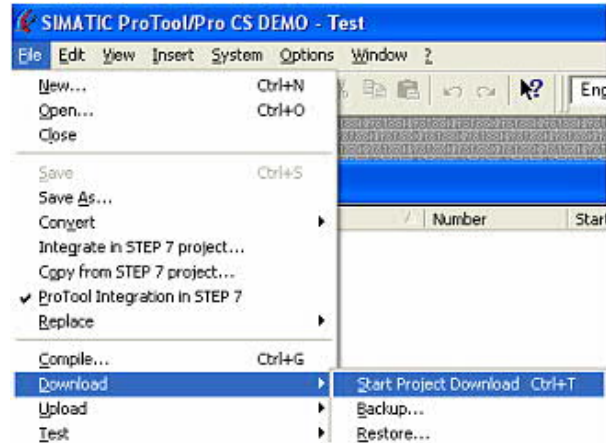 SIMATIC ProTool/Pro CS DEMO - Test
File Edit View Insert System Options Window ?
New... Ctrl+N
Open... Ctrl+O
Close
Save Ctrl+S
Save As...
Convert
Integrate in STEP 7 project...
Copy from STEP 7 project...
ProTool Integration in STEP 7
Replace
Compile... Ctrl+G
Download
Upload
Test
Start Project Download Ctrl+T
Backup...
Restore...
Eng
Number Start